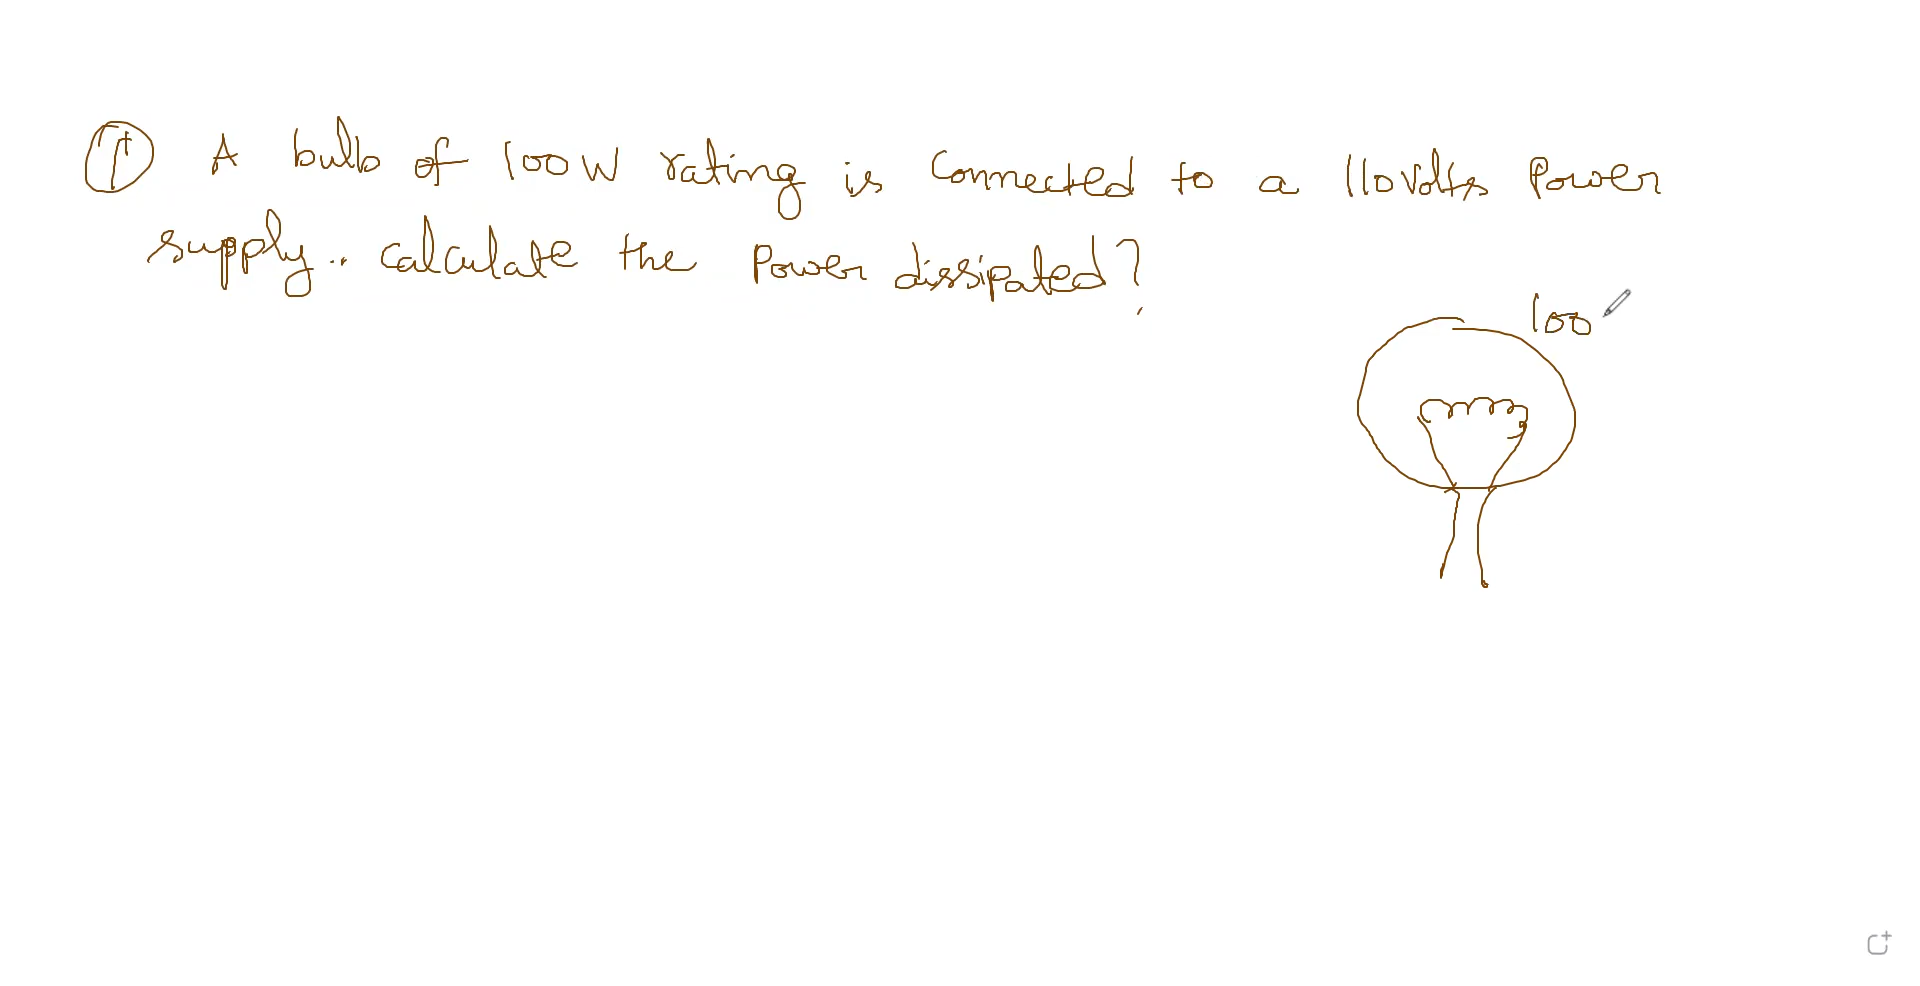 ① A bulb of 100W rating is connected to a 110Volts Power
supply.. calculate the Power dissipated?
100